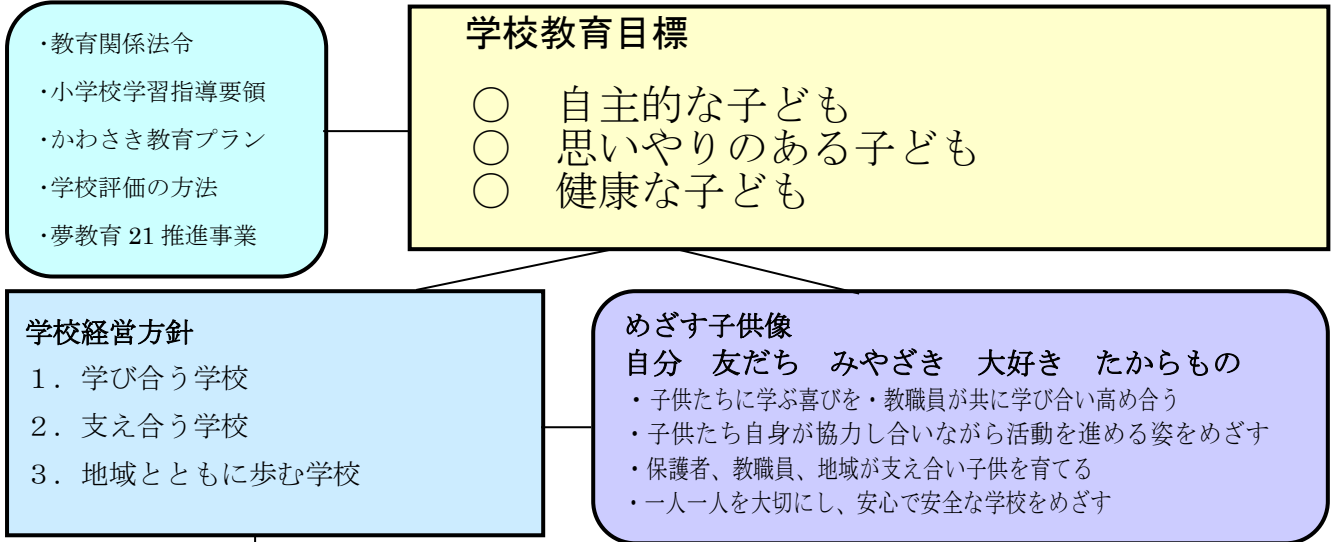 ・教育関係法令
・小学校学習指導要領
・かわさき教育プラン
・学校評価の方法
・夢教育 21 推進事業
学校教育目標
○　自主的な子ども
○　思いやりのある子ども
○　健康な子ども
学校経営方針
１．学び合う学校
２．支え合う学校
３．地域とともに歩む学校
めざす子供像
自分　友だち　みやざき　大好き　たからもの
・子供たちに学ぶ喜びを・教職員が共に学び合い高め合う
・子供たち自身が協力し合いながら活動を進める姿をめざす
・保護者、教職員、地域が支え合い子供を育てる
・一人一人を大切にし、安心で安全な学校をめざす